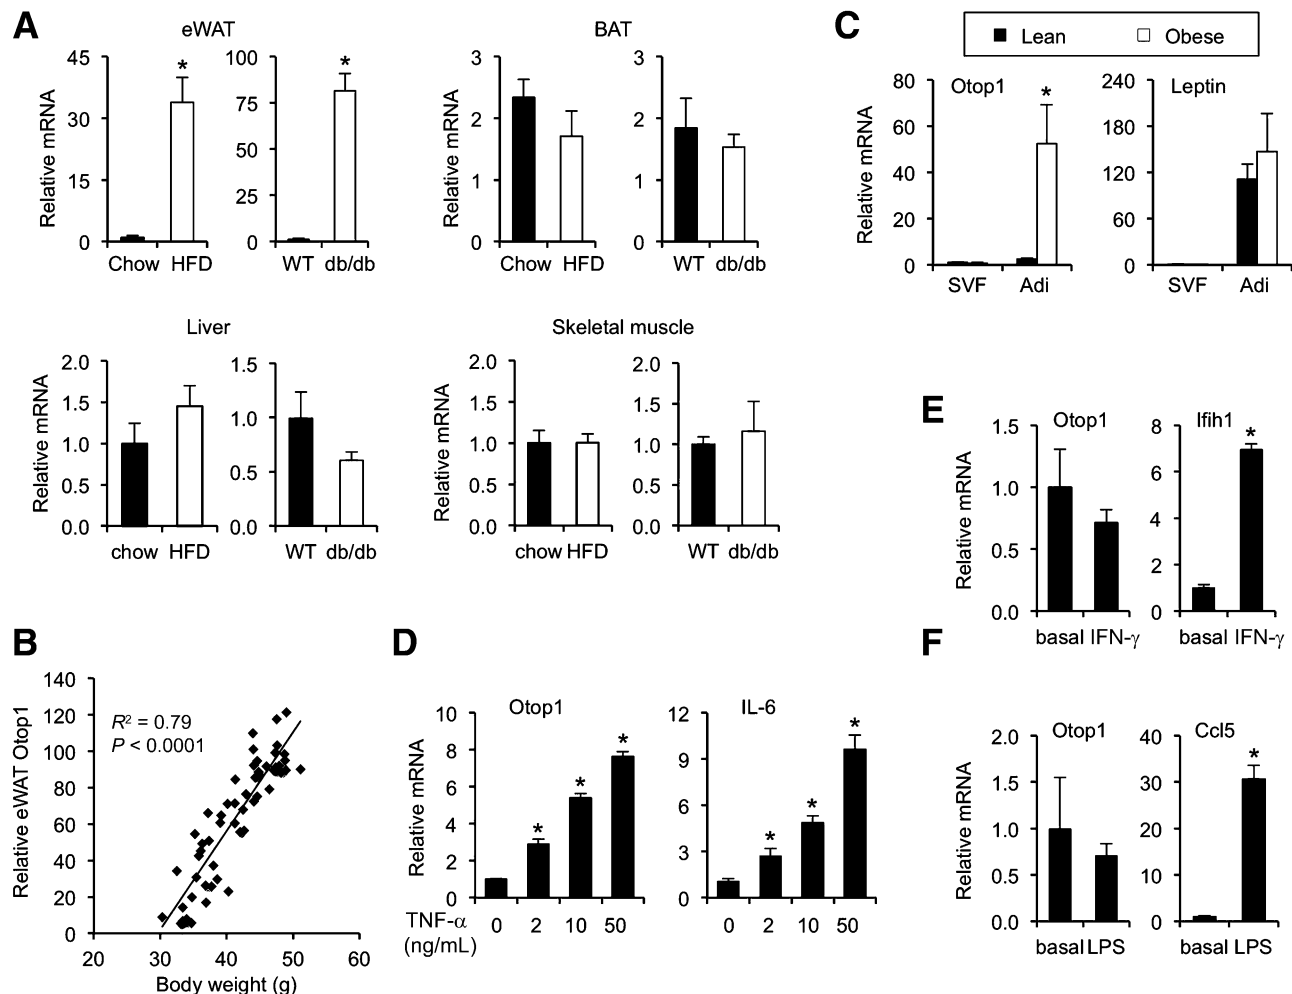 A
eWAT
BAT
Relative mRNA
45
30
15
0
*
Chow HFD
100
75
50
25
0
*
WT db/db
Relative mRNA
3
2
1
0
Chow HFD
3
2
1
0
WT db/db
Liver
Skeletal muscle
Relative mRNA
2.0
1.5
1.0
0.5
0.0
chow HFD
1.5
1.0
0.5
0.0
WT db/db
Relative mRNA
2.0
1.5
1.0
0.5
0.0
chow HFD
2.0
1.5
1.0
0.5
0.0
WT db/db
B
Relative eWAT Otop1
140
120
100
80
60
40
20
0
R² = 0.79
P < 0.0001
20 30 40 50 60
Body weight (g)
C
Lean Obese
Relative mRNA
80
60
40
20
0
Otop1
*
SVF Adi
240
180
120
60
0
Leptin
SVF Adi
D
Relative mRNA
10
8
6
4
2
0
Otop1
* * *
TNF-α 0 2 10 50
(ng/mL)
12
9
6
3
0
IL-6
* * *
0 2 10 50
E
Relative mRNA
1.5
1.0
0.5
0.0
Otop1
basal IFN-γ
8
6
4
2
0
Ifih1
*
basal IFN-γ
F
Relative mRNA
2.0
1.5
1.0
0.5
0.0
Otop1
basal LPS
40
30
20
10
0
Ccl5
*
basal LPS